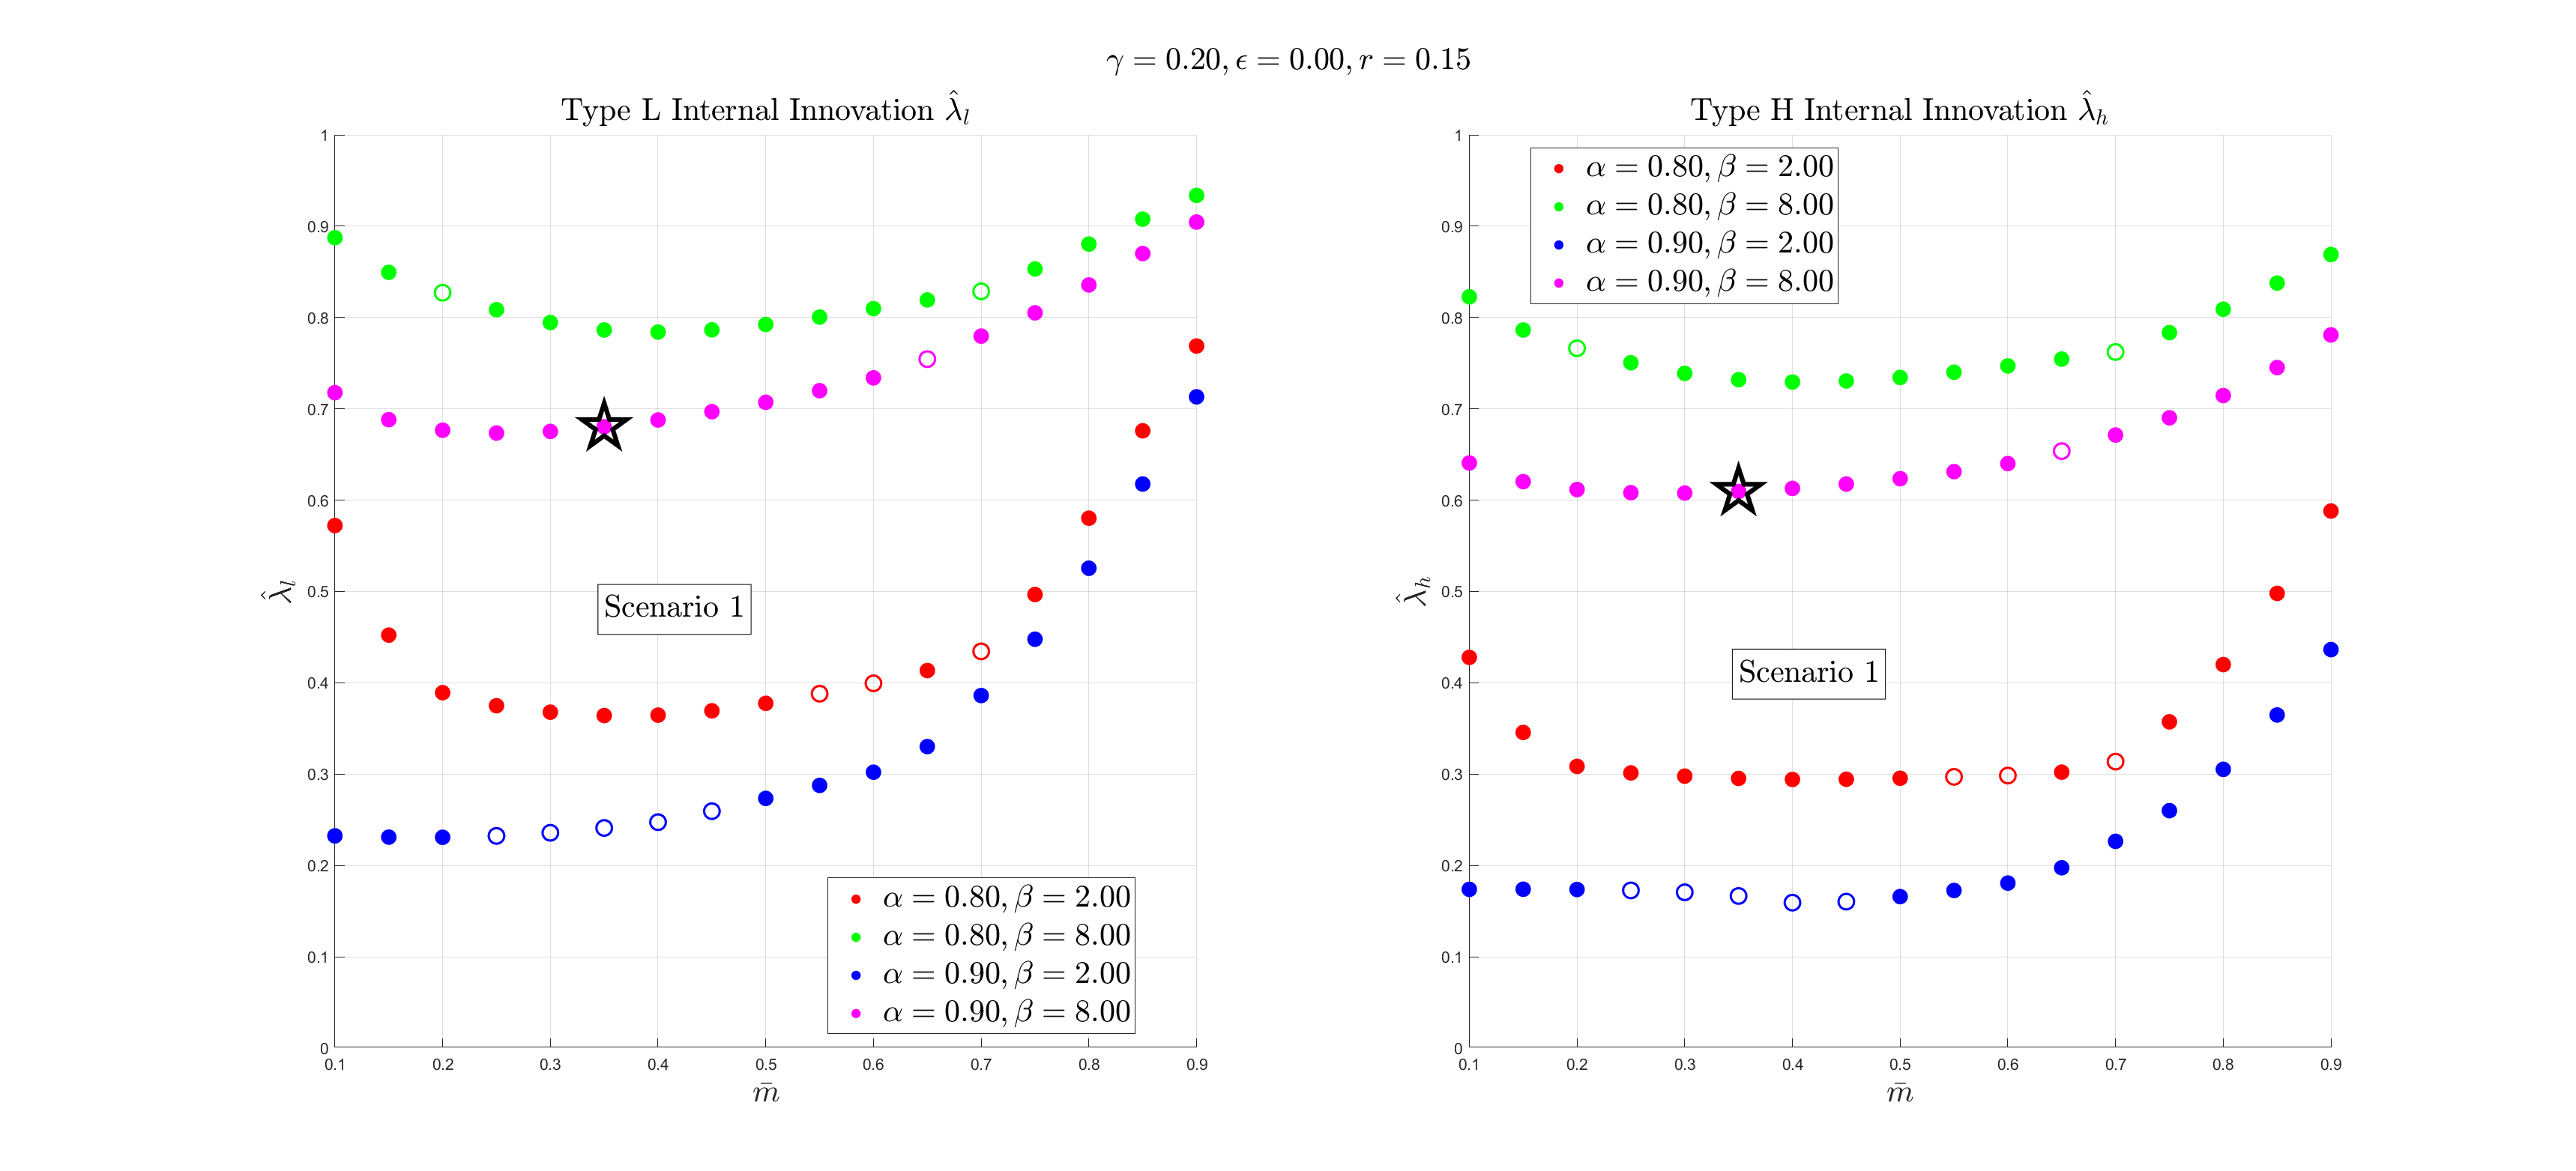 γ = 0.20, ϵ = 0.00, r = 0.15
Type L Internal Innovation λ̂_l
1
0.9
0.8
0.7
0.6
0.5
0.4
0.3
0.2
0.1
0
λ̂_l
Scenario 1
α = 0.80, β = 2.00
α = 0.80, β = 8.00
α = 0.90, β = 2.00
α = 0.90, β = 8.00
0.1 0.2 0.3 0.4 0.5 0.6 0.7 0.8 0.9
m̄
Type H Internal Innovation λ̂_h
1
0.9
0.8
0.7
0.6
0.5
0.4
0.3
0.2
0.1
0
λ̂_h
α = 0.80, β = 2.00
α = 0.80, β = 8.00
α = 0.90, β = 2.00
α = 0.90, β = 8.00
Scenario 1
0.1 0.2 0.3 0.4 0.5 0.6 0.7 0.8 0.9
m̄